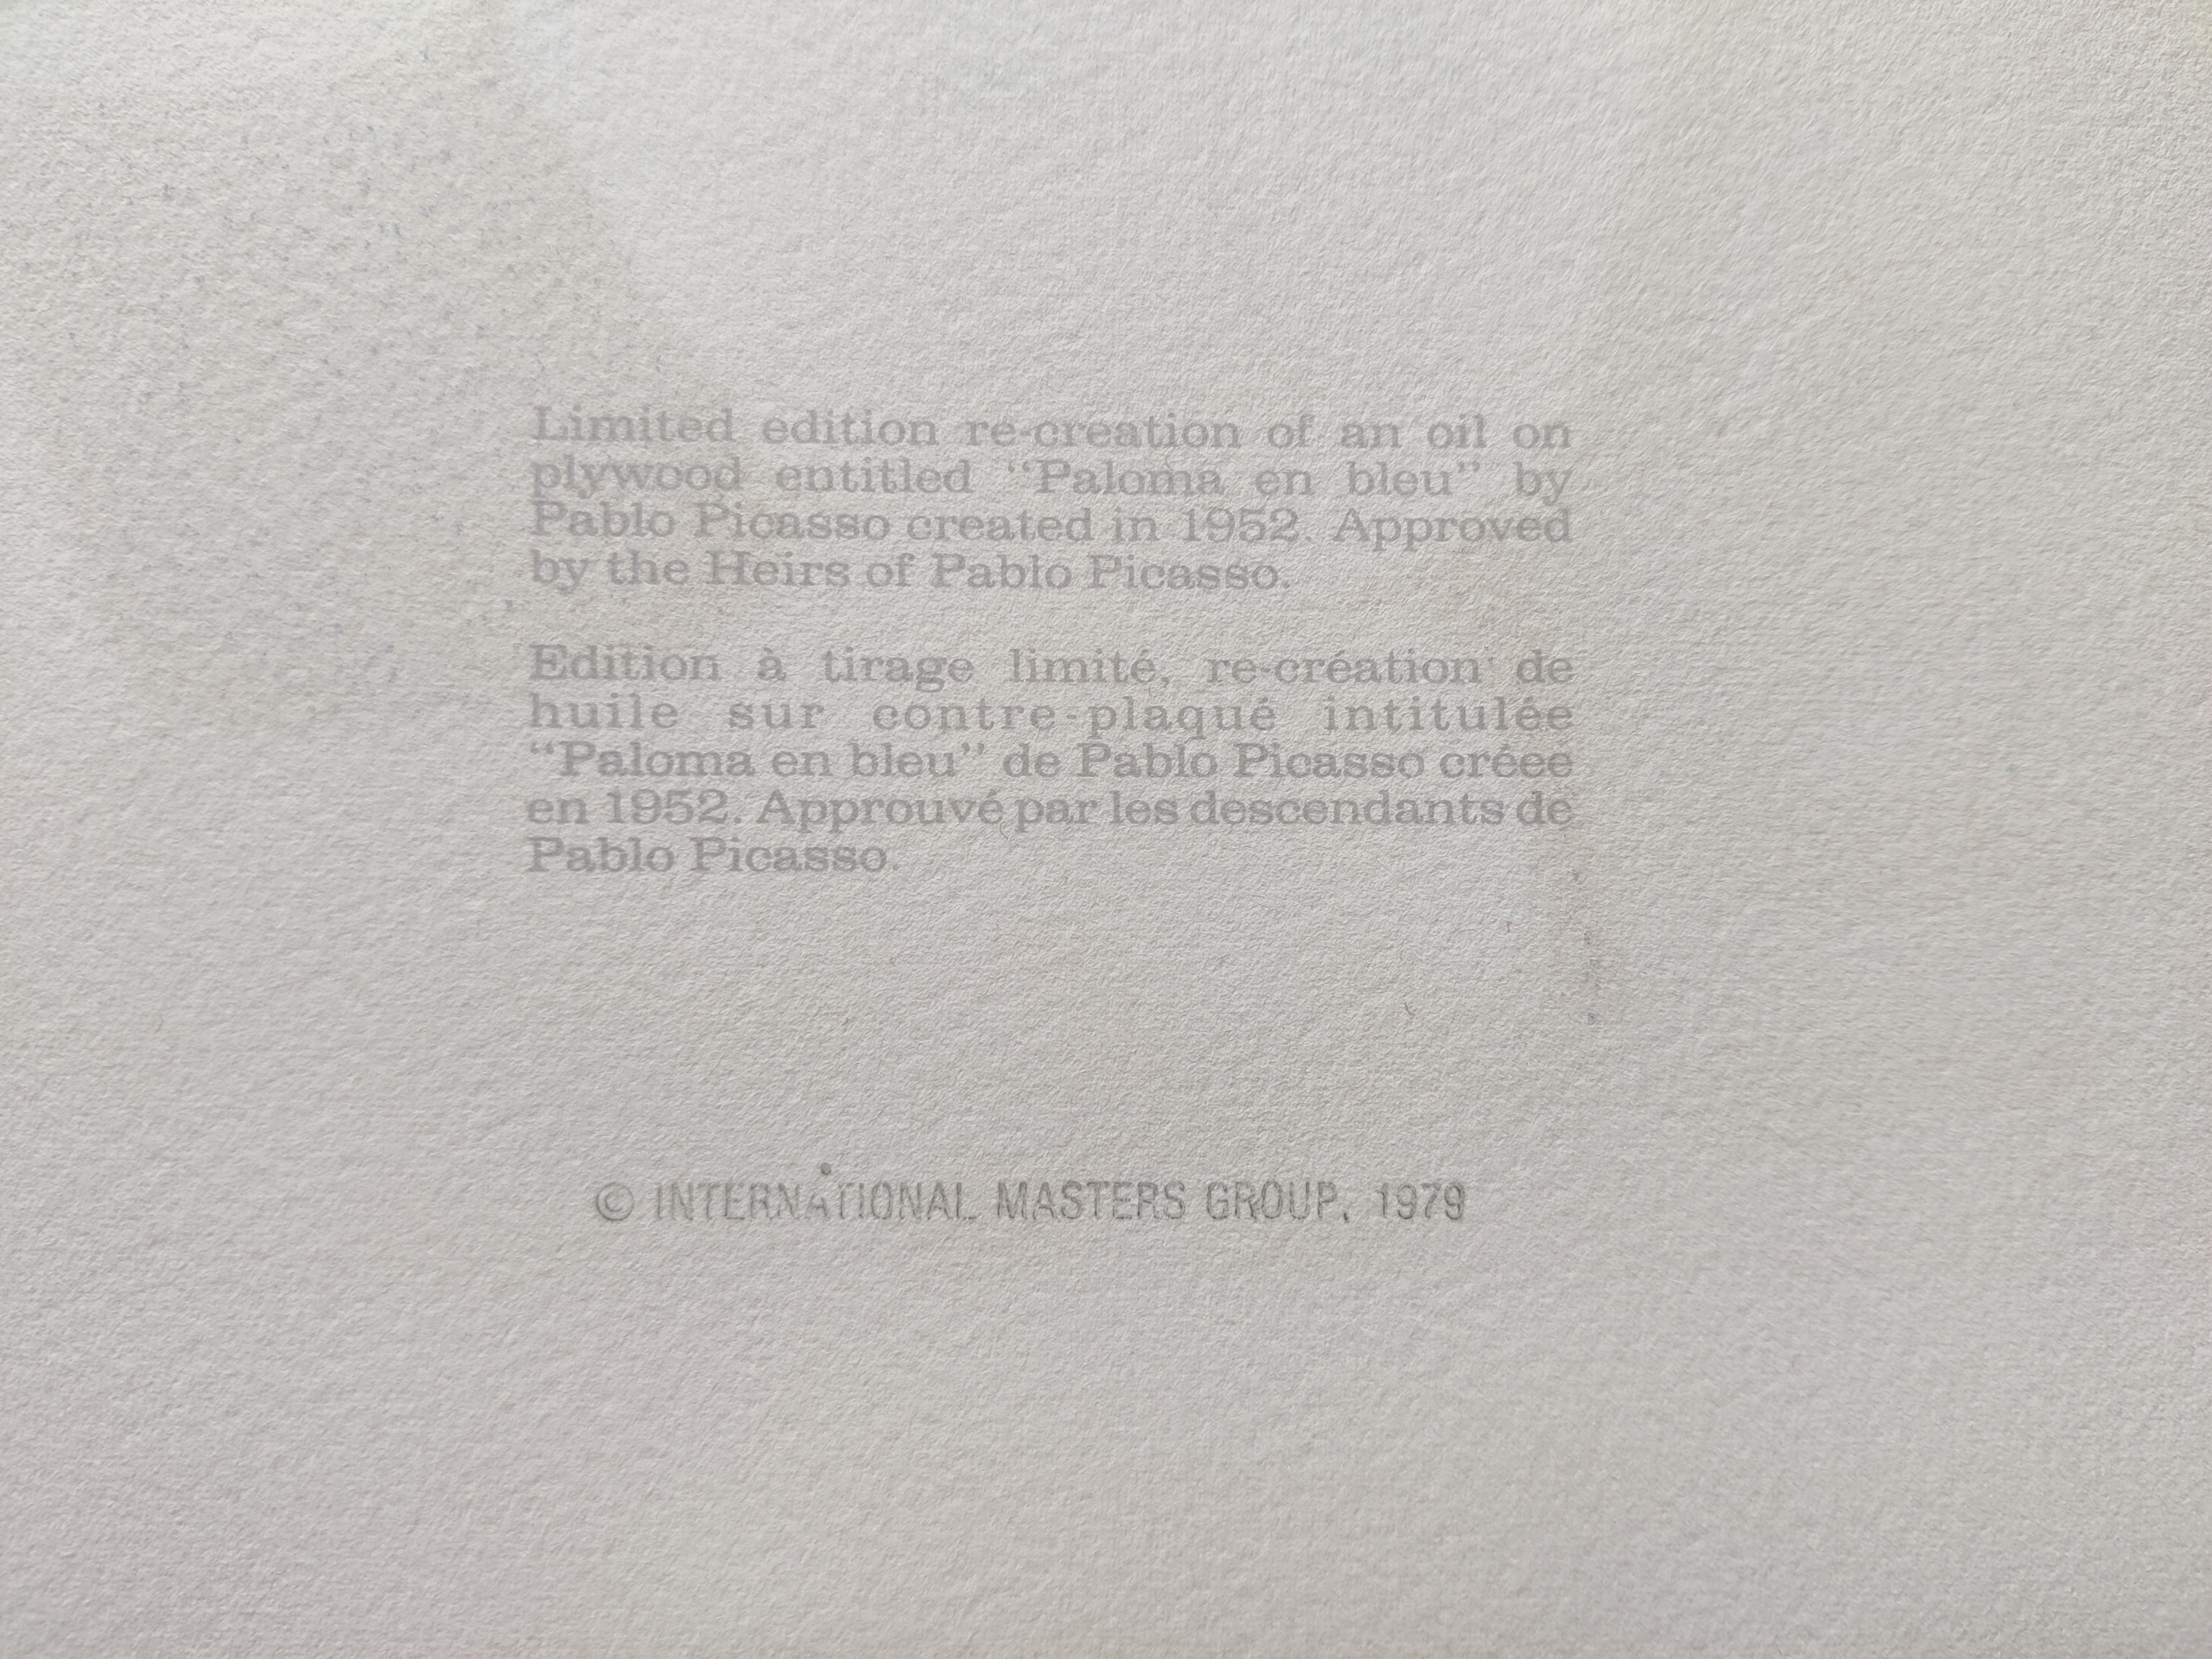 Limited edition re-creation of an oil on
plywood entitled “Paloma en bleu” by
Pablo Picasso created in 1952. Approved
by the Heirs of Pablo Picasso.
Edition à tirage limité, re-création de
huile sur contre-plaqué intitulée
“Paloma en bleu” de Pablo Picasso créee
en 1952. Approuvé par les descendants de
Pablo Picasso.
© INTERNATIONAL MASTERS GROUP, 1979